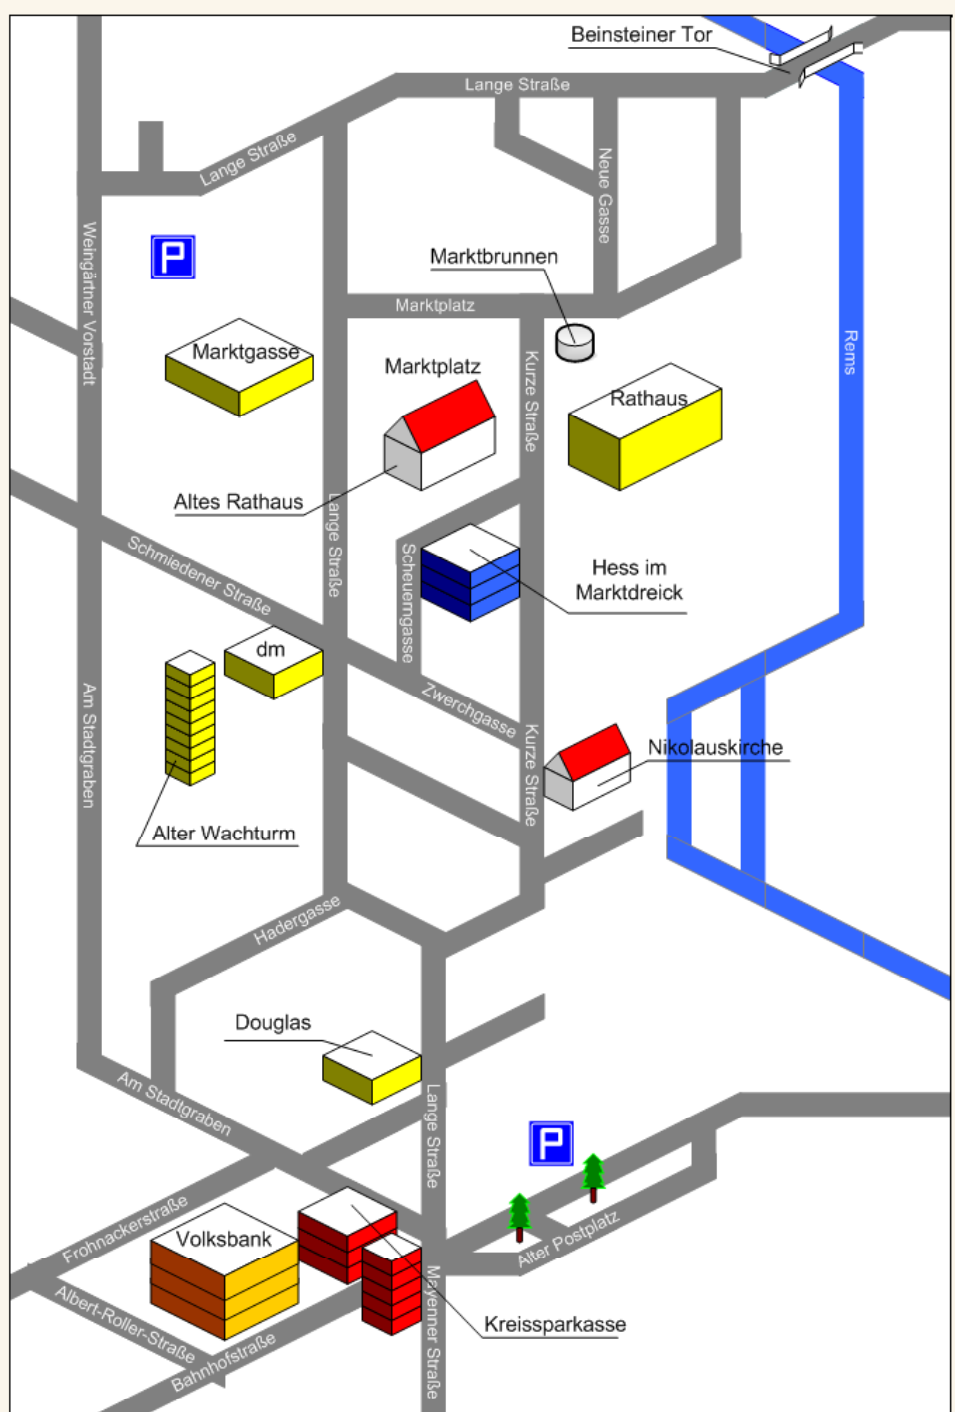 Beinsteiner Tor
Lange Straße
Lange Straße
Neue Gasse
Weingärtner Vorstadt
P
Marktbrunnen
Marktplatz
Rems
Marktgasse
Marktplatz
Kurze Straße
Rathaus
Altes Rathaus
Lange Straße
Schmiedener Straße
Scheuerngasse
Hess im
Marktdreick
dm
Am Stadtgraben
Zwerchgasse
Kurze Straße
Nikolauskirche
Alter Wachturm
Hadergasse
Douglas
Am Stadtgraben
Lange Straße
P
Frohnackerstraße
Volksbank
Alter Postplatz
Albert-Roller-Straße
Mayenner Straße
Kreissparkasse
Bahnhofstraße